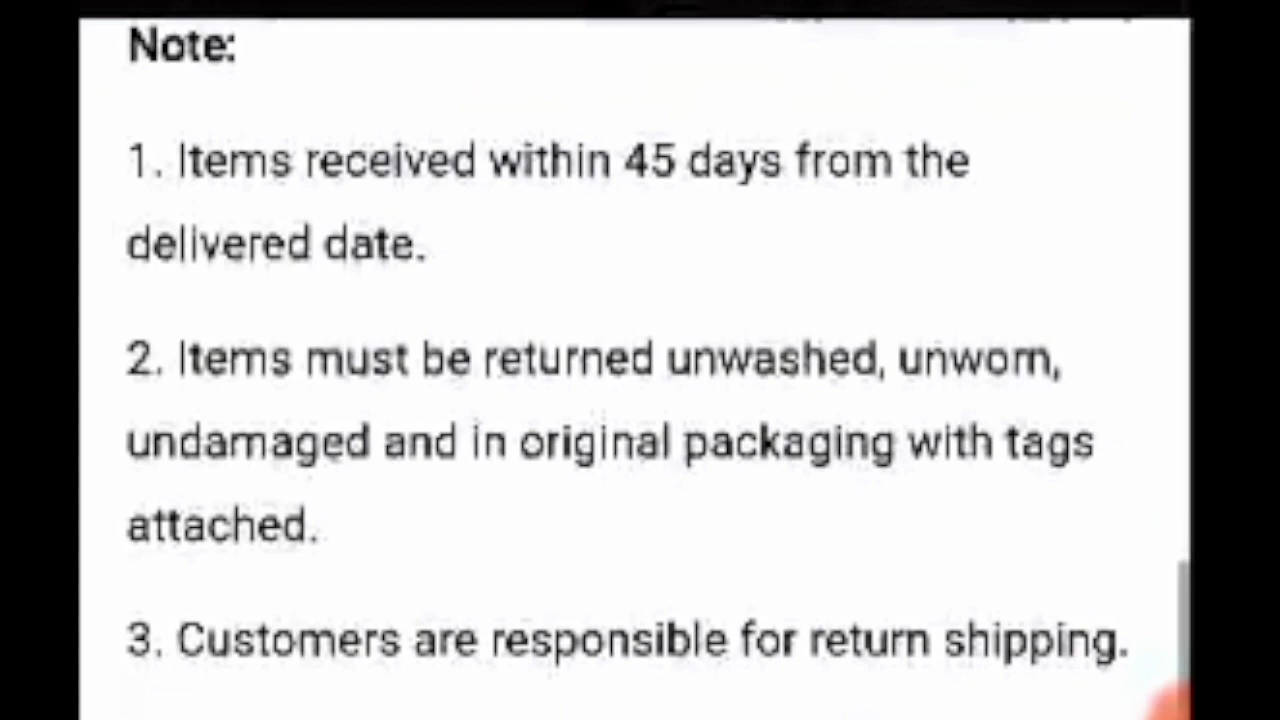 Note:
1. Items received within 45 days from the
delivered date.
2. Items must be returned unwashed, unworn,
undamaged and in original packaging with tags
attached.
3. Customers are responsible for return shipping.